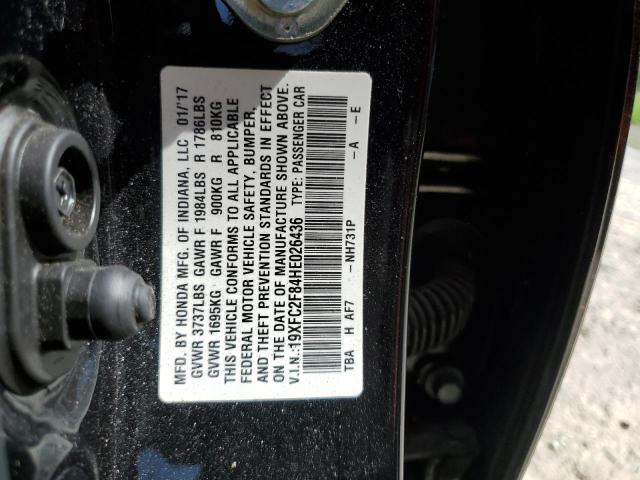 MFD. BY HONDA MFG. OF INDIANA, LLC 01/'17
GVWR 3737LBS GAWR F 1984LBS R 1786LBS
GVWR 1695KG GAWR F 900KG R 810KG
THIS VEHICLE CONFORMS TO ALL APPLICABLE
FEDERAL MOTOR VEHICLE SAFETY, BUMPER,
AND THEFT PREVENTION STANDARDS IN EFFECT
ON THE DATE OF MANUFACTURE SHOWN ABOVE.
V.I.N.:19XFC2F84HE026436 TYPE: PASSENGER CAR
TBA H AF7 -NH731P -A -E